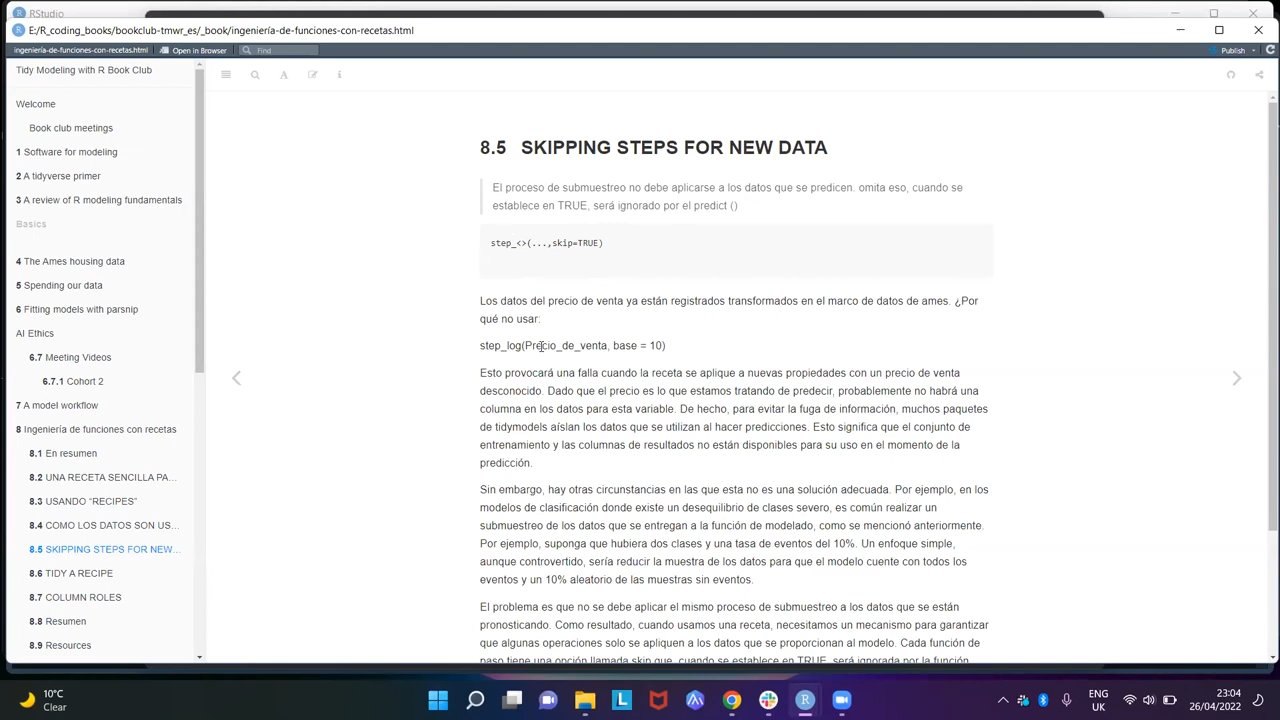 RStudio
E:/R_coding_books/bookclub-tmwr_es/_book/ingeniería-de-funciones-con-recetas.html
ingeniería-de-funciones-con-recetas.html
Open in Browser
Find
Publish
Tidy Modeling with R Book Club
Welcome
Book club meetings
1 Software for modeling
2 A tidyverse primer
3 A review of R modeling fundamentals
Basics
4 The Ames housing data
5 Spending our data
6 Fitting models with parsnip
AI Ethics
6.7 Meeting Videos
6.7.1 Cohort 2
7 A model workflow
8 Ingeniería de funciones con recetas
8.1 En resumen
8.2 UNA RECETA SENCILLA PA...
8.3 USANDO “RECIPES”
8.4 COMO LOS DATOS SON US...
8.5 SKIPPING STEPS FOR NEW...
8.6 TIDY A RECIPE
8.7 COLUMN ROLES
8.8 Resumen
8.9 Resources
8.5 SKIPPING STEPS FOR NEW DATA
El proceso de submuestreo no debe aplicarse a los datos que se predicen. omita eso, cuando se
establece en TRUE, será ignorado por el predict ()
step_<>(...,skip=TRUE)
Los datos del precio de venta ya están registrados transformados en el marco de datos de ames. ¿Por
qué no usar:
step_log(Precio_de_venta, base = 10)
Esto provocará una falla cuando la receta se aplique a nuevas propiedades con un precio de venta
desconocido. Dado que el precio es lo que estamos tratando de predecir, probablemente no habrá una
columna en los datos para esta variable. De hecho, para evitar la fuga de información, muchos paquetes
de tidymodels aíslan los datos que se utilizan al hacer predicciones. Esto significa que el conjunto de
entrenamiento y las columnas de resultados no están disponibles para su uso en el momento de la
predicción.
Sin embargo, hay otras circunstancias en las que esta no es una solución adecuada. Por ejemplo, en los
modelos de clasificación donde existe un desequilibrio de clases severo, es común realizar un
submuestreo de los datos que se entregan a la función de modelado, como se mencionó anteriormente.
Por ejemplo, suponga que hubiera dos clases y una tasa de eventos del 10%. Un enfoque simple,
aunque controvertido, sería reducir la muestra de los datos para que el modelo cuente con todos los
eventos y un 10% aleatorio de las muestras sin eventos.
El problema es que no se debe aplicar el mismo proceso de submuestreo a los datos que se están
pronosticando. Como resultado, cuando usamos una receta, necesitamos un mecanismo para garantizar
que algunas operaciones solo se apliquen a los datos que se proporcionan al modelo. Cada función de
paso tiene una opción llamada skip que, cuando se establece en TRUE, será ignorada por la función
10°C
Clear
ENG
UK
23:04
26/04/2022